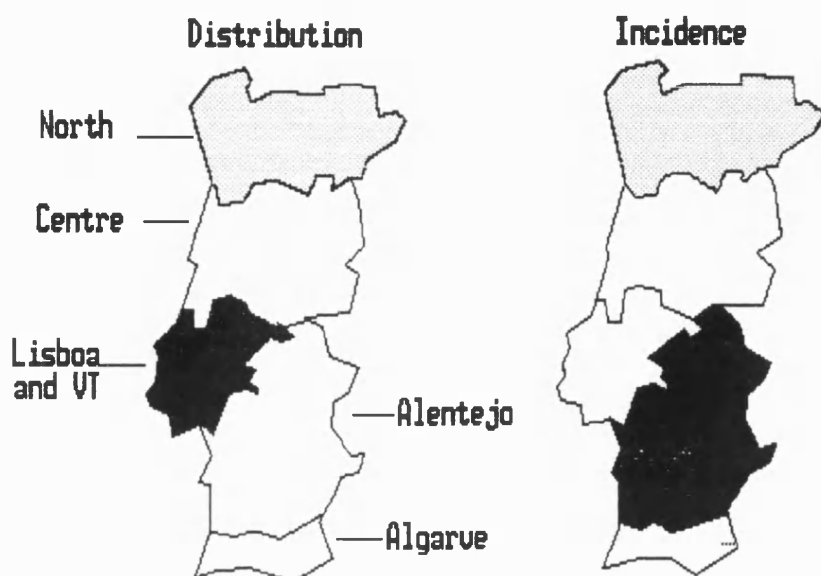 Distribution
Incidence
North
Centre
Lisboa
and VT
Alentejo
Algarve